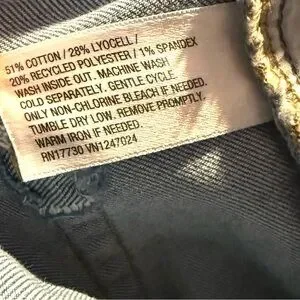 51% COTTON / 28% LYOCELL /
20% RECYCLED POLYESTER / 1% SPANDEX
WASH INSIDE OUT. MACHINE WASH
COLD SEPARATELY. GENTLE CYCLE.
ONLY NON-CHLORINE BLEACH IF NEEDED.
TUMBLE DRY LOW. REMOVE PROMPTLY.
WARM IRON IF NEEDED.
RN17730 VN1247024